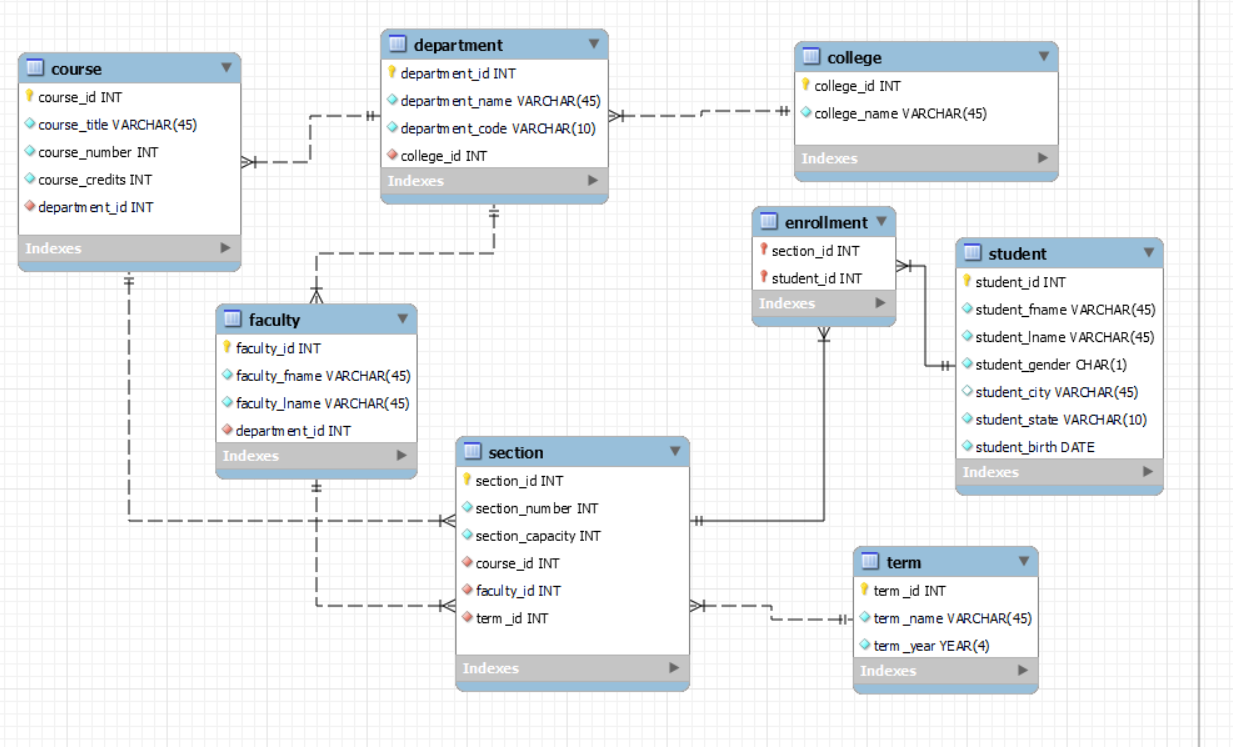 course
course_id INT
course_title VARCHAR(45)
course_number INT
course_credits INT
department_id INT
Indexes
department
department_id INT
department_name VARCHAR(45)
department_code VARCHAR(10)
college_id INT
Indexes
college
college_id INT
college_name VARCHAR(45)
Indexes
enrollment
section_id INT
student_id INT
Indexes
student
student_id INT
student_fname VARCHAR(45)
student_lname VARCHAR(45)
student_gender CHAR(1)
student_city VARCHAR(45)
student_state VARCHAR(10)
student_birth DATE
Indexes
faculty
faculty_id INT
faculty_fname VARCHAR(45)
faculty_lname VARCHAR(45)
department_id INT
Indexes
section
section_id INT
section_number INT
section_capacity INT
course_id INT
faculty_id INT
term_id INT
Indexes
term
term_id INT
term_name VARCHAR(45)
term_year YEAR(4)
Indexes